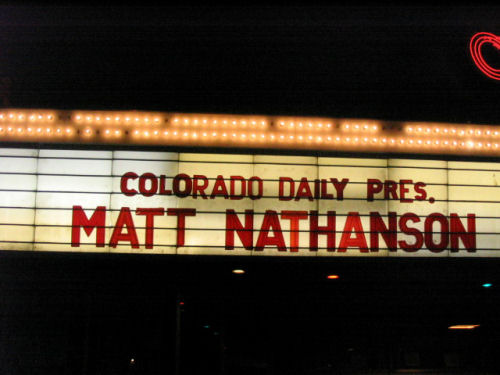 COLORADO DAILY PRES.
MATT NATHANSON